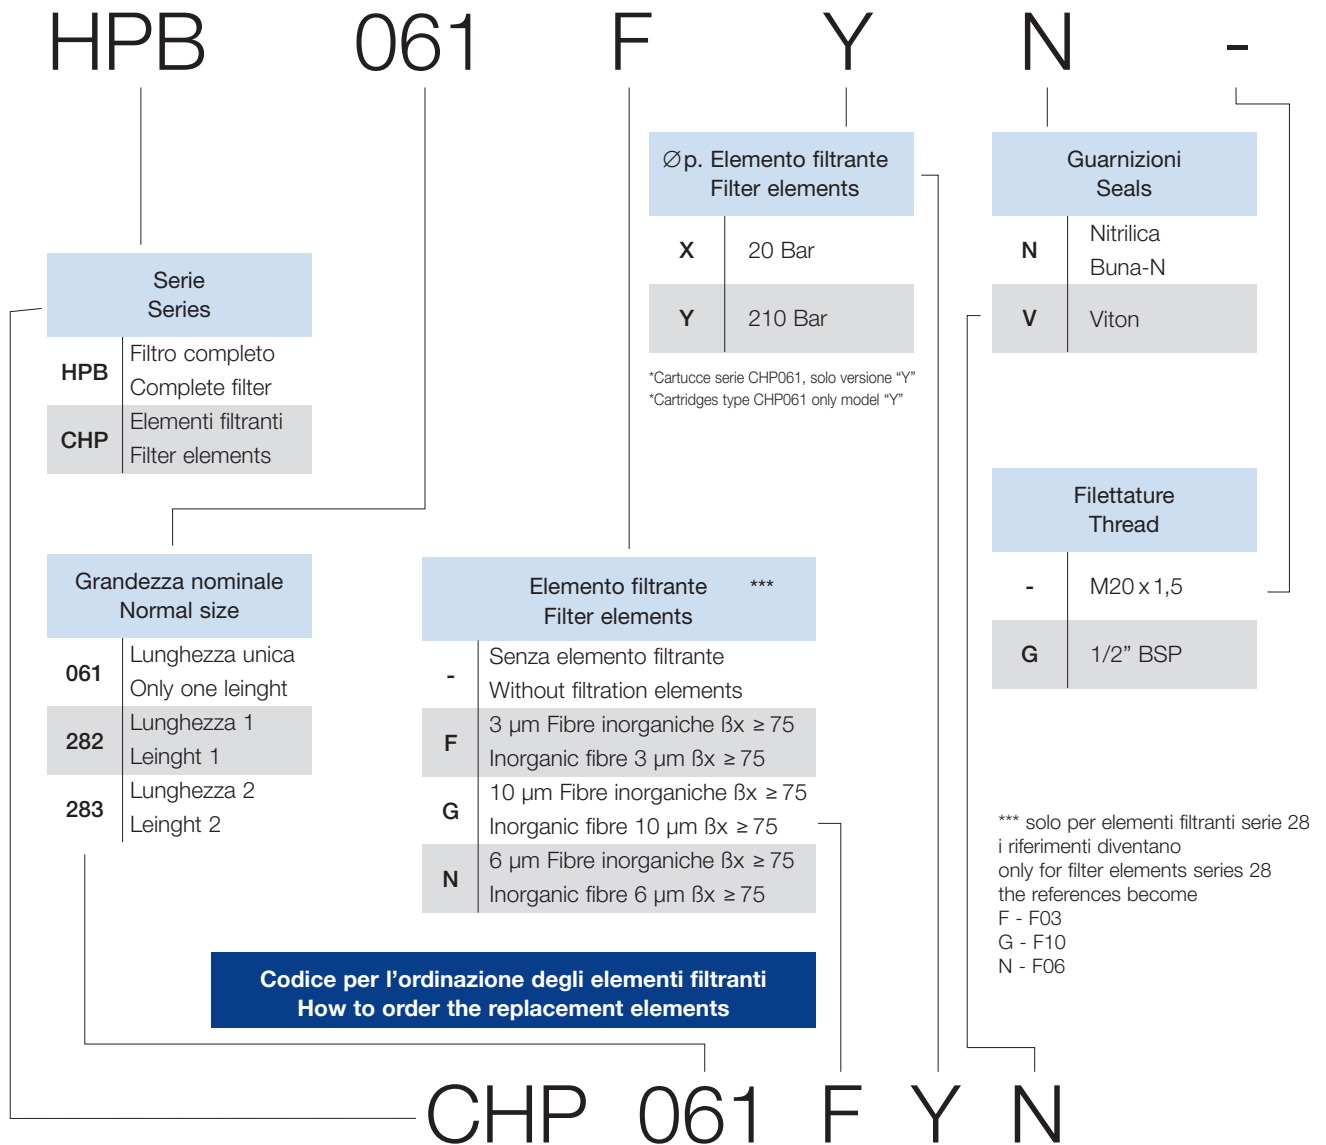 HPB 061 F Y N -
Øp. Elemento filtrante
Filter elements
X 20 Bar
Y 210 Bar
*Cartucce serie CHP061, solo versione “Y”
*Cartridges type CHP061 only model “Y”
Guarnizioni
Seals
N Nitrilica
Buna-N
V Viton
Serie
Series
HPB Filtro completo
Complete filter
CHP Elementi filtranti
Filter elements
Filettature
Thread
- M20 x 1,5
G 1/2” BSP
Grandezza nominale
Normal size
061 Lunghezza unica
Only one leinght
282 Lunghezza 1
Leinght 1
283 Lunghezza 2
Leinght 2
Elemento filtrante ***
Filter elements
- Senza elemento filtrante
Without filtration elements
F 3 µm Fibre inorganiche ßx ≥ 75
Inorganic fibre 3 µm ßx ≥ 75
G 10 µm Fibre inorganiche ßx ≥ 75
Inorganic fibre 10 µm ßx ≥ 75
N 6 µm Fibre inorganiche ßx ≥ 75
Inorganic fibre 6 µm ßx ≥ 75
*** solo per elementi filtranti serie 28
i riferimenti diventano
only for filter elements series 28
the references become
F - F03
G - F10
N - F06
Codice per l’ordinazione degli elementi filtranti
How to order the replacement elements
CHP 061 F Y N